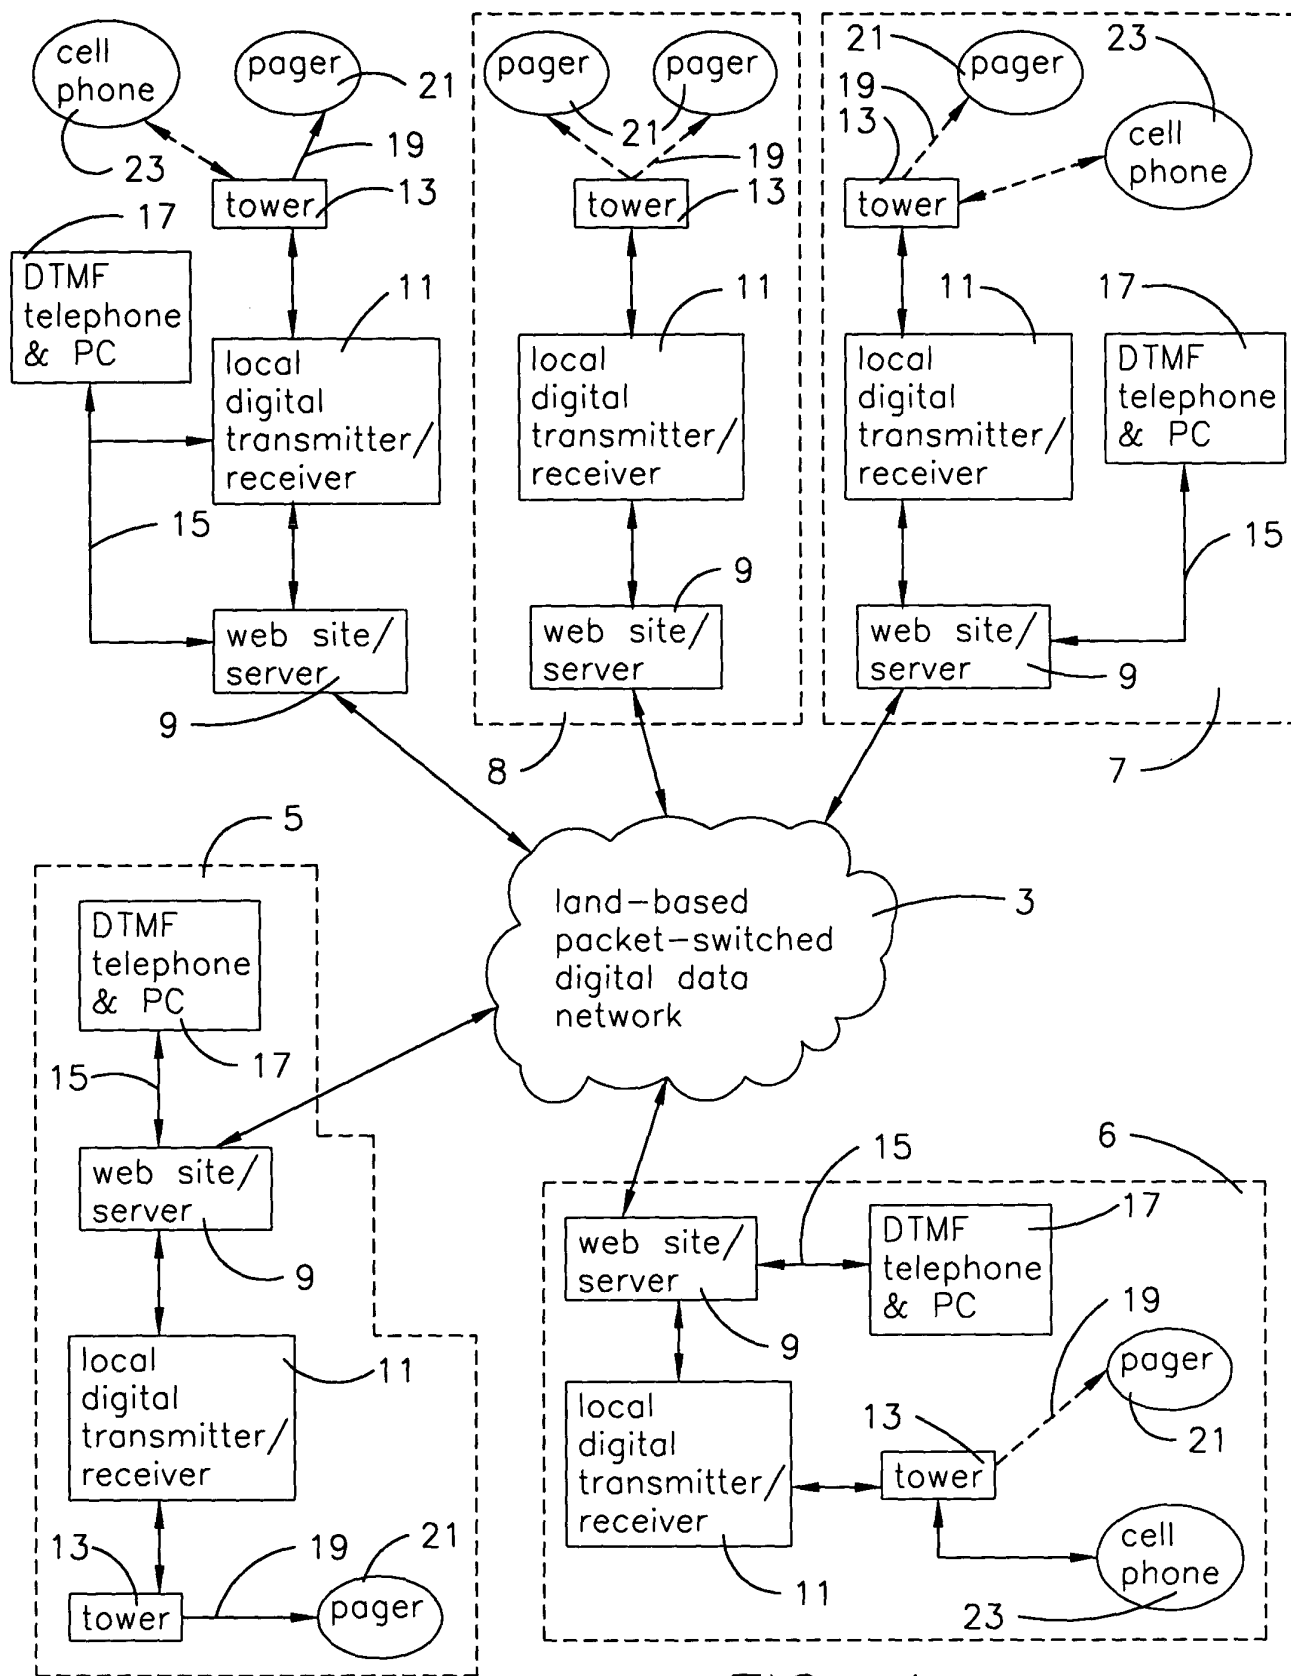 cell
phone
23
pager
21
19
tower
13
17
DTMF
telephone
& PC
11
local
digital
transmitter/
receiver
15
web site/
server
9
pager
pager
21
19
tower
13
11
local
digital
transmitter/
receiver
9
web site/
server
8
21
pager
23
19
13
cell
phone
tower
11
17
local
digital
transmitter/
receiver
DTMF
telephone
& PC
15
web site/
server
9
7
land-based
packet-switched
digital data
network
3
5
DTMF
telephone
& PC
17
15
web site/
server
9
local
digital
transmitter/
receiver
11
13
tower
19
21
pager
6
15
web site/
server
9
17
DTMF
telephone
& PC
19
pager
21
local
digital
transmitter/
receiver
11
13
tower
cell
phone
23